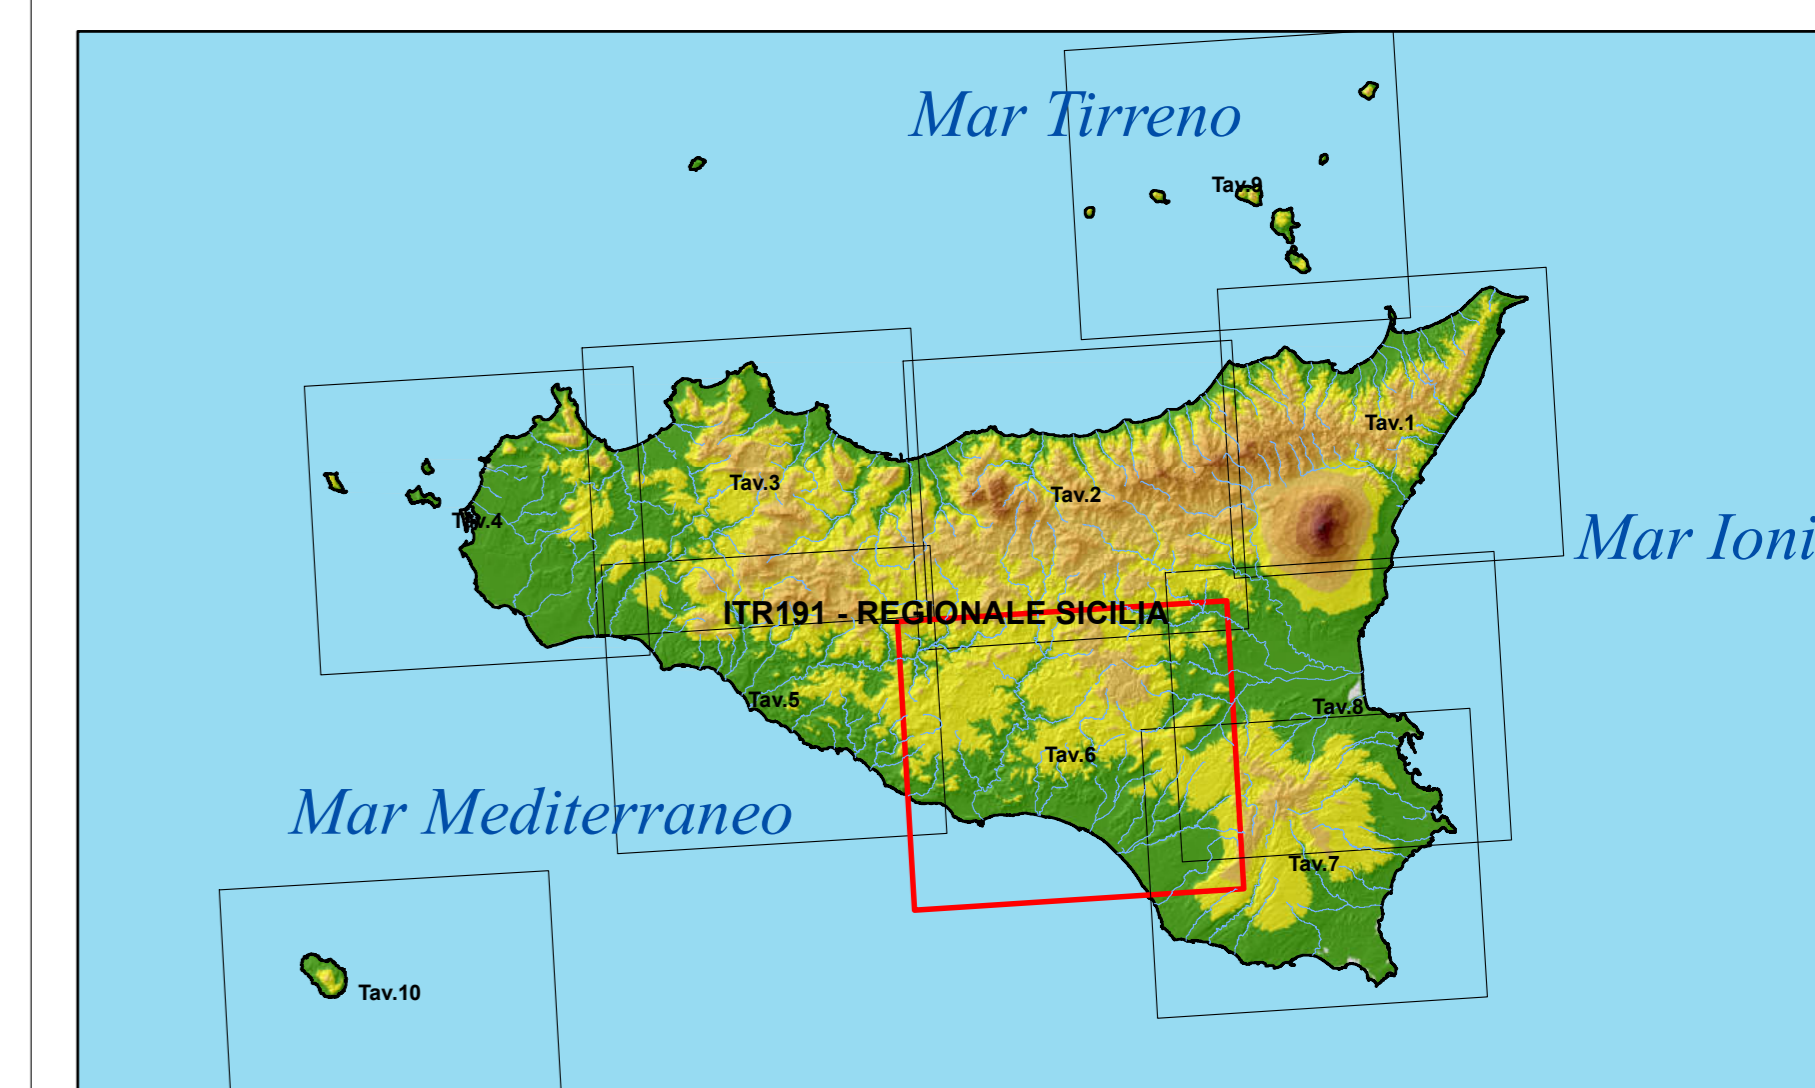 Mar Tirreno
Tav.9
Tav.1
Tav.3
Tav.2
Tav.4
Mar Ioni
ITR191 - REGIONALE SICILIA
Tav.5
Tav.8
Tav.6
Mar Mediterraneo
Tav.7
Tav.10